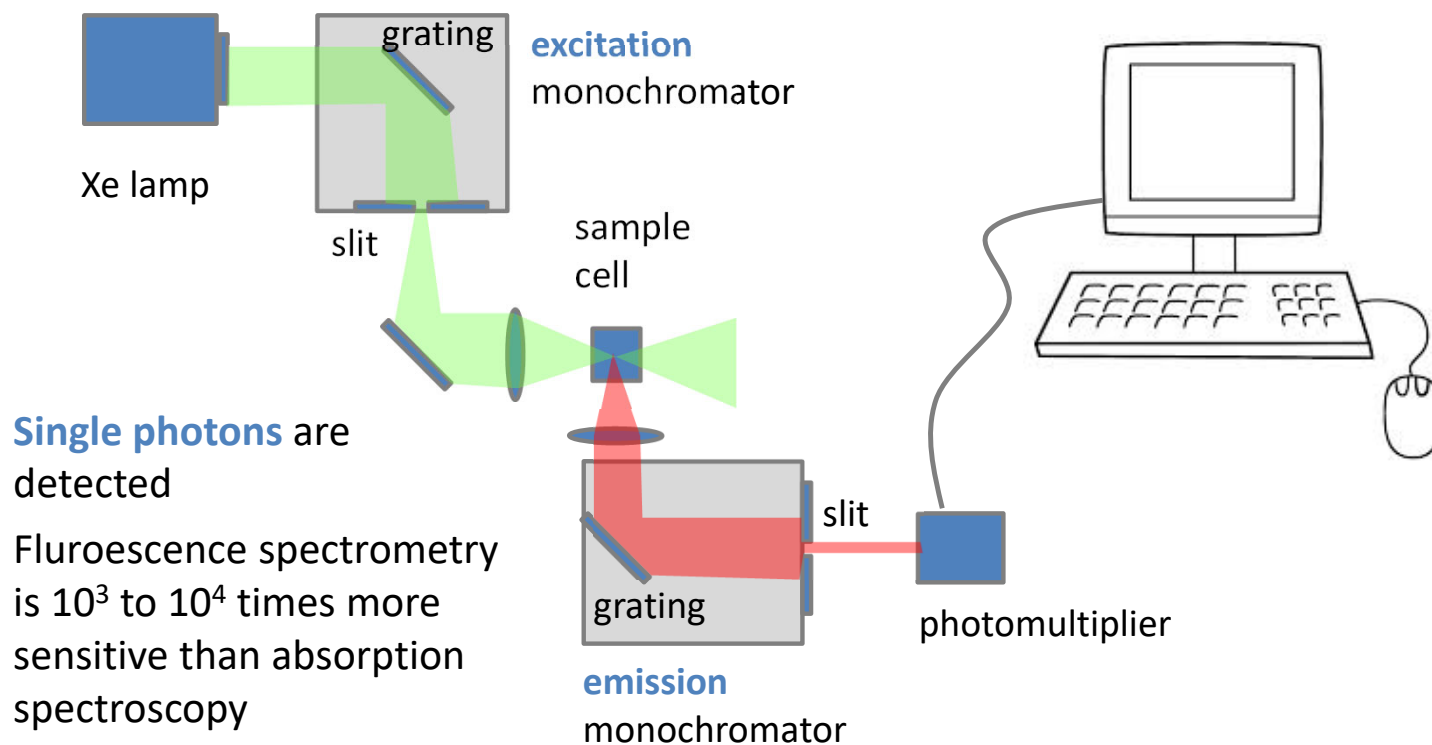 grating
excitation
monochromator
Xe lamp
slit
sample
cell
Single photons are
detected
Fluroescence spectrometry
is 10³ to 10⁴ times more
sensitive than absorption
spectroscopy
slit
grating
photomultiplier
emission
monochromator